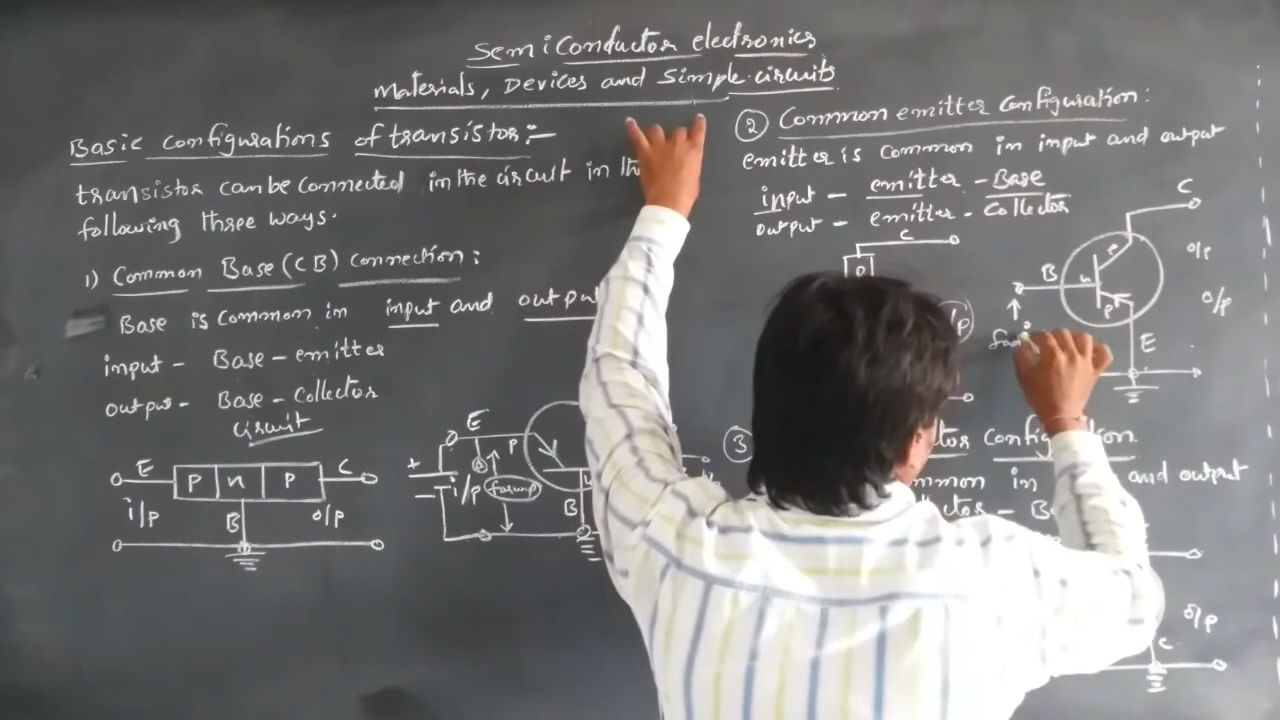 Semiconductor electronics
Materials, Devices and Simple circuits
Basic configurations of transistor:-
transistor can be connected in the circuit in the
following three ways.
1) Common Base (CB) connection:
Base is common in input and output
input - Base - emitter
output - Base - collector
circuit
E P n P C
i/p B o/p
E P
+ - i/p
B
② Common emitter configuration:
emitter is common in input and output
input - emitter - Base
output - emitter - collector
C
P
C
P
B n
P
E
o/p
o/p
③
configuration
in and output
C
o/p